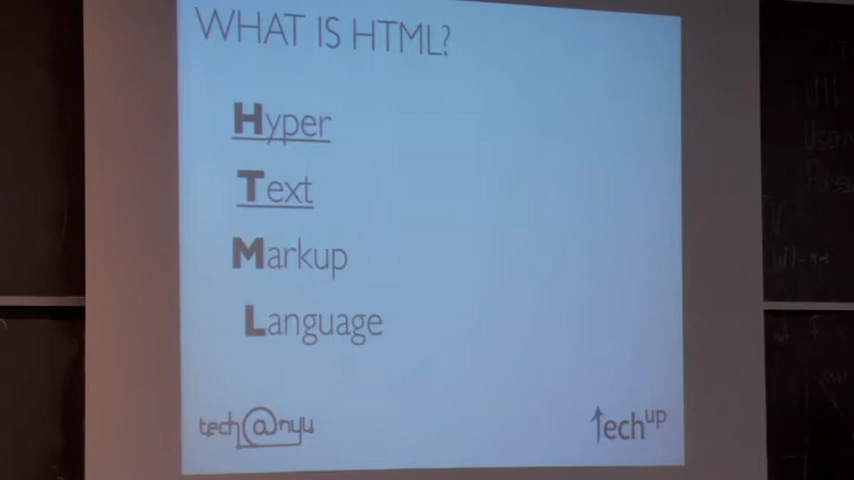 WHAT IS HTML?
Hyper
Text
Markup
Language
tech@nyu
techup